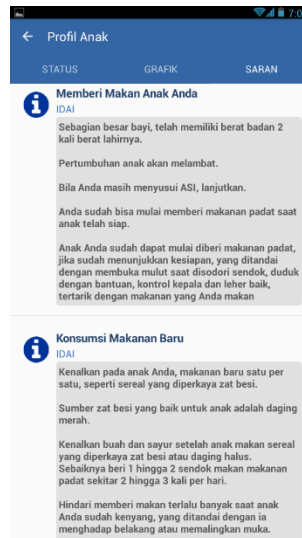 7:0
Profil Anak
STATUS GRAFIK SARAN
Memberi Makan Anak Anda
IDAI
Sebagian besar bayi, telah memiliki berat badan 2
kali berat lahirnya.
Pertumbuhan anak akan melambat.
Bila Anda masih menyusui ASI, lanjutkan.
Anda sudah bisa mulai memberi makanan padat saat
anak telah siap.
Anak Anda sudah dapat mulai diberi makanan padat,
jika sudah menunjukkan kesiapan, yang ditandai
dengan membuka mulut saat disodori sendok, duduk
dengan bantuan, kontrol kepala dan leher baik,
tertarik dengan makanan yang Anda makan
Konsumsi Makanan Baru
IDAI
Kenalkan pada anak Anda, makanan baru satu per
satu, seperti sereal yang diperkaya zat besi.
Sumber zat besi yang baik untuk anak adalah daging
merah.
Kenalkan buah dan sayur setelah anak makan sereal
yang diperkaya zat besi atau daging halus.
Sebaiknya beri 1 hingga 2 sendok makan makanan
padat sekitar 2 hingga 3 kali per hari.
Hindari memberi makan terlalu banyak saat anak
Anda sudah kenyang, yang ditandai dengan ia
menghadap belakang atau memalingkan muka.